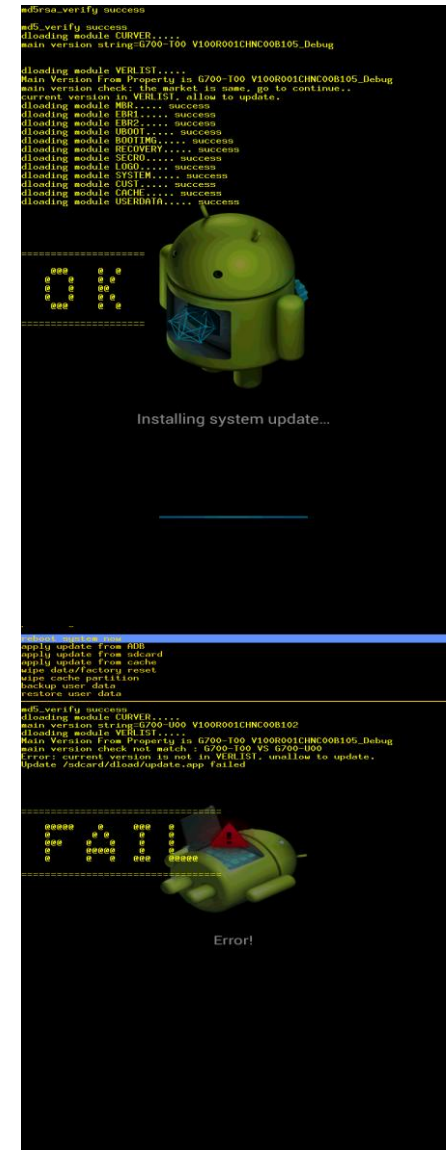 md5rsa_verify success
md5_verify success
dloading module CURVER.....
main version string=G700-T00 V100R001CHNC00B105_Debug
dloading module VERLIST.....
Main Version From Property is G700-T00 V100R001CHNC00B105_Debug
main version check: the market is same, go to continue..
current version in VERLIST, allow to update.
dloading module MBR..... success
dloading module EBR1..... success
dloading module EBR2..... success
dloading module UBOOT..... success
dloading module BOOTIMG..... success
dloading module RECOVERY..... success
dloading module SECRO..... success
dloading module LOGO..... success
dloading module SYSTEM..... success
dloading module CUST..... success
dloading module CACHE..... success
dloading module USERDATA..... success
OK
Installing system update...
reboot system now
apply update from ADB
apply update from sdcard
apply update from cache
wipe data/factory reset
wipe cache partition
backup user data
restore user data
md5_verify success
dloading module CURVER.....
main version string=G700-U00 V100R001CHNC00B102
dloading module VERLIST.....
Main Version From Property is G700-T00 V100R001CHNC00B105_Debug
main version check not match : G700-T00 VS G700-U00
Error: current version is not in VERLIST, unallow to update.
Update /sdcard/dload/update.app failed
FAIL
Error!